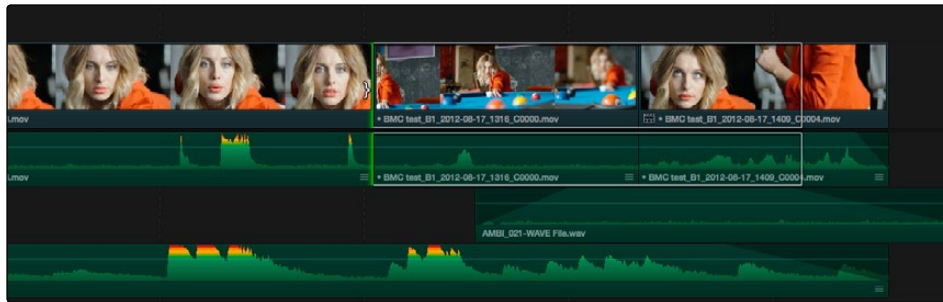 .mov
• BMC test_B1_2012-08-17_1316_C0000.mov
• BMC test_B1_2012-08-17_1409_C0004.mov
.mov
• BMC test_B1_2012-08-17_1316_C0000.mov
• BMC test_B1_2012-08-17_1409_C0004.mov
AMBI_021-WAVE File.wav